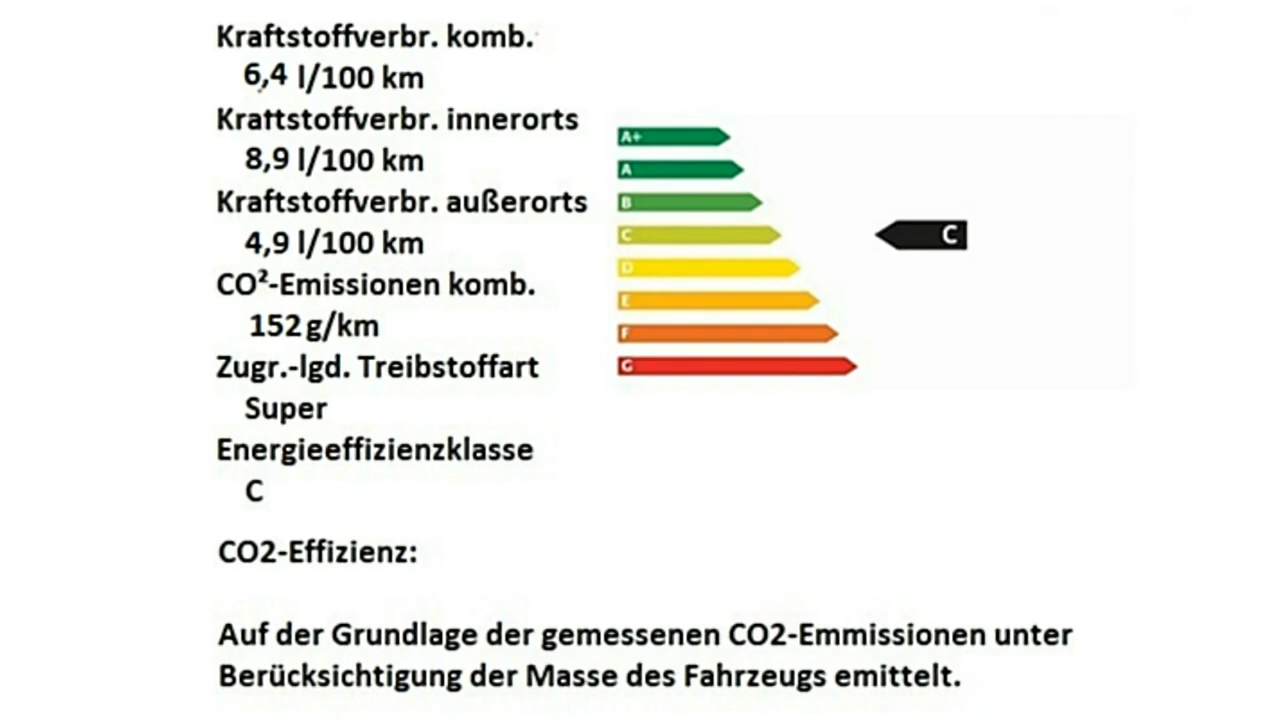 Kraftstoffverbr. komb.
6,4 l/100 km
Krattstoffverbr. innerorts
8,9 l/100 km
Kraftstoffverbr. außerorts
4,9 l/100 km
CO²-Emissionen komb.
152 g/km
Zugr.-lgd. Treibstoffart
Super
Energieeffizienzklasse
C
A+
A
B
C
D
E
F
G
C
CO2-Effizienz:
Auf der Grundlage der gemessenen CO2-Emmissionen unter
Berücksichtigung der Masse des Fahrzeugs emittelt.